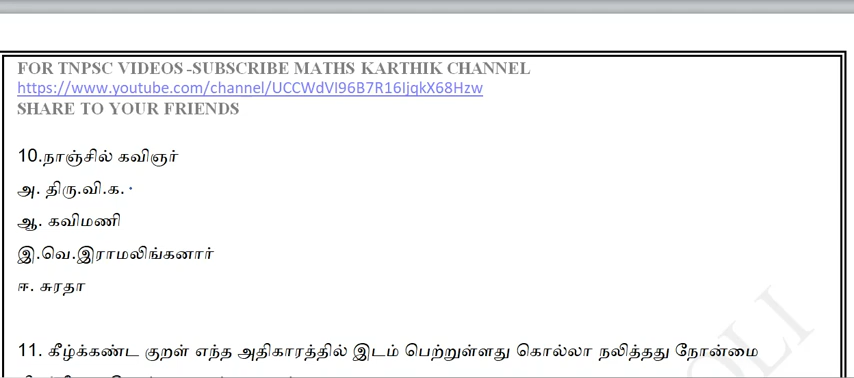 FOR TNPSC VIDEOS -SUBSCRIBE MATHS KARTHIK CHANNEL
https://www.youtube.com/channel/UCCWdVI96B7R16IjqkX68Hzw
SHARE TO YOUR FRIENDS
10.நாஞ்சில் கவிஞர்
அ. திரு.வி.க.
ஆ. கவிமணி
இ.வெ.இராமலிங்கனார்
ஈ. சுரதா
11. கீழ்க்கண்ட குறள் எந்த அதிகாரத்தில் இடம் பெற்றுள்ளது கொல்லா நலித்தது நோன்மை